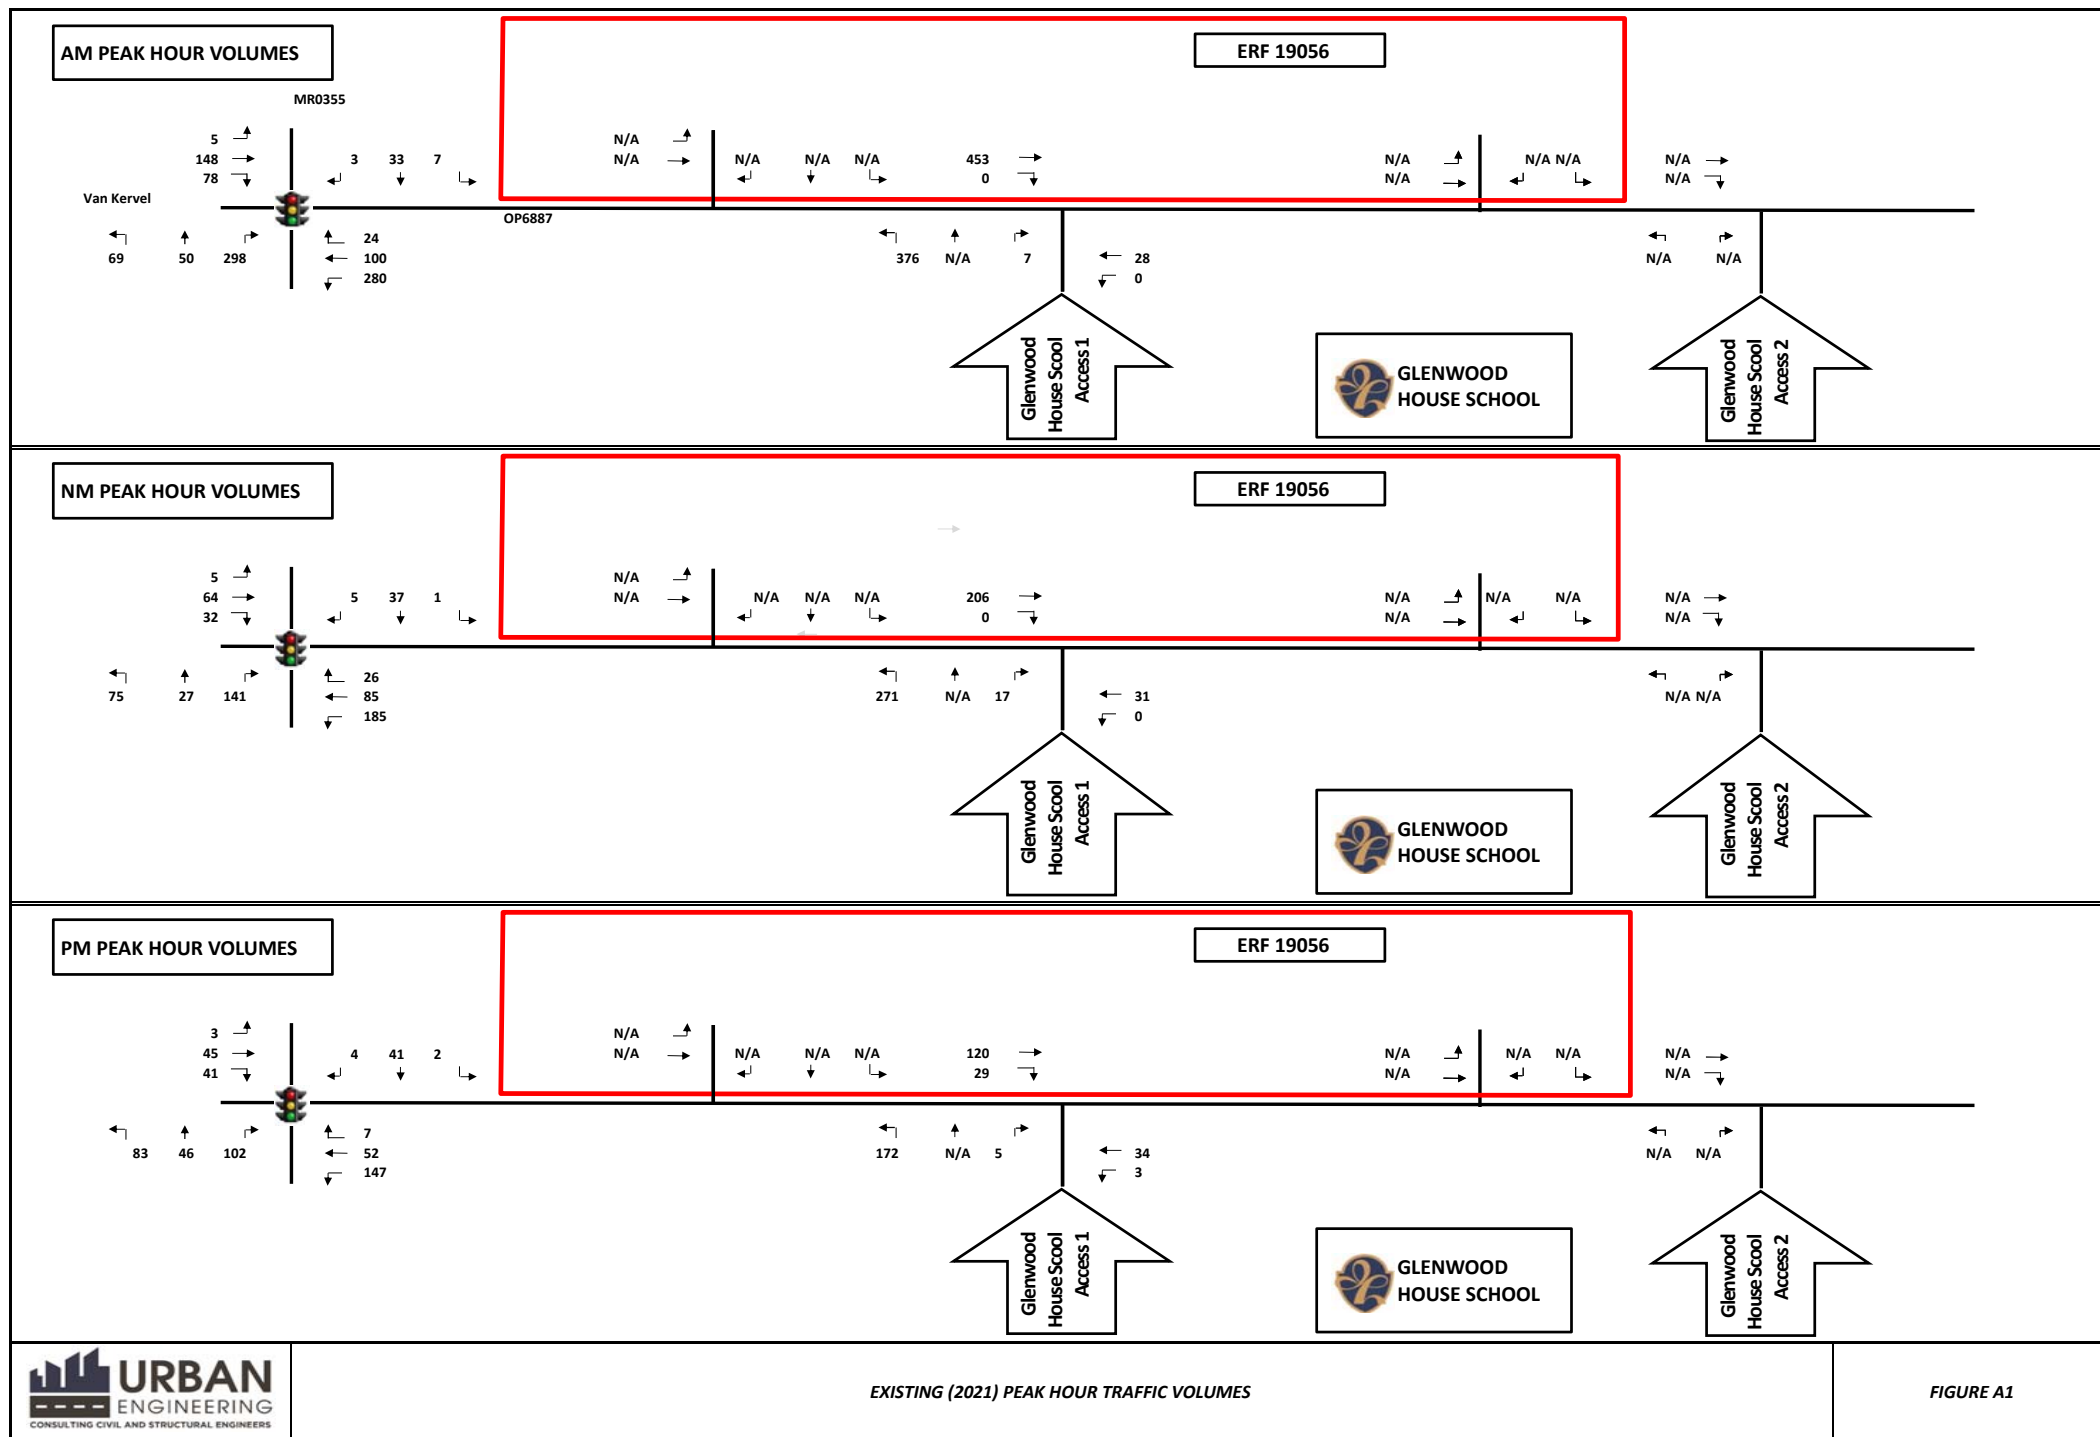 AM PEAK HOUR VOLUMES
ERF 19056
MR0355
5
148
78
3 33 7
N/A
N/A
N/A N/A N/A
453
0
N/A
N/A
N/A N/A
N/A
N/A
Van Kervel
OP6887
69 50 298
24
100
280
376 N/A 7
28
0
N/A N/A
Glenwood
House Scool
Access 1
GLENWOOD
HOUSE SCHOOL
Glenwood
House Scool
Access 2
NM PEAK HOUR VOLUMES
ERF 19056
5
64
32
5 37 1
N/A
N/A
N/A N/A N/A
206
0
N/A
N/A
N/A N/A
N/A
N/A
75 27 141
26
85
185
271 N/A 17
31
0
N/A N/A
Glenwood
House Scool
Access 1
GLENWOOD
HOUSE SCHOOL
Glenwood
House Scool
Access 2
PM PEAK HOUR VOLUMES
ERF 19056
3
45
41
4 41 2
N/A
N/A
N/A N/A N/A
120
29
N/A
N/A
N/A N/A
N/A
N/A
83 46 102
7
52
147
172 N/A 5
34
3
N/A N/A
Glenwood
House Scool
Access 1
GLENWOOD
HOUSE SCHOOL
Glenwood
House Scool
Access 2
URBAN
ENGINEERING
CONSULTING CIVIL AND STRUCTURAL ENGINEERS
EXISTING (2021) PEAK HOUR TRAFFIC VOLUMES
FIGURE A1